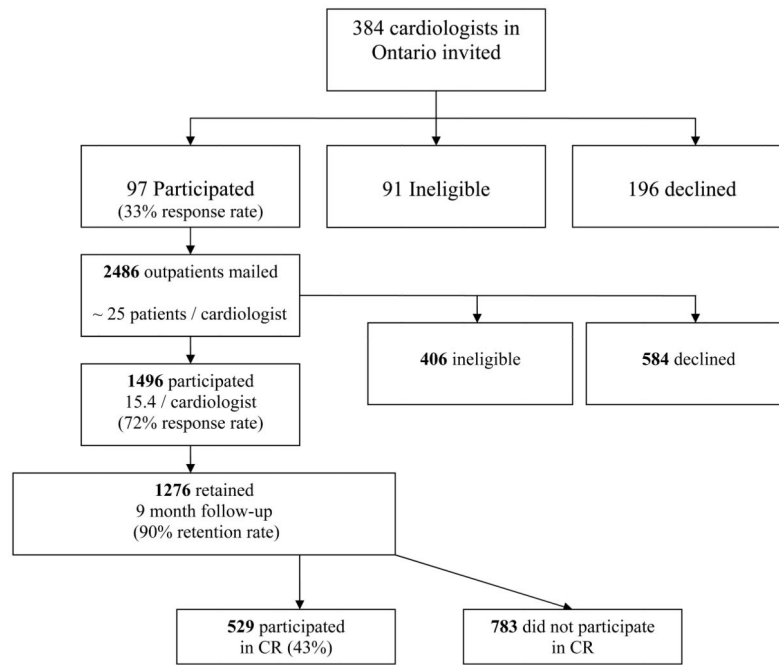 384 cardiologists in
Ontario invited
97 Participated
(33% response rate)
91 Ineligible
196 declined
2486 outpatients mailed
~ 25 patients / cardiologist
406 ineligible
584 declined
1496 participated
15.4 / cardiologist
(72% response rate)
1276 retained
9 month follow-up
(90% retention rate)
529 participated
in CR (43%)
783 did not participate
in CR